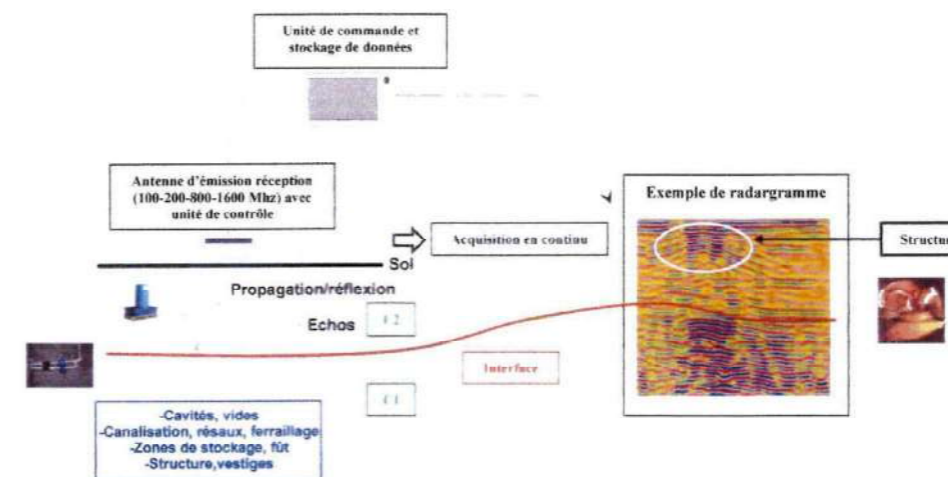 Unité de commande et
stockage de données
Antenne d'émission réception
(100-200-800-1600 Mhz) avec
unité de contrôle
Exemple de radargramme
Acquisition en continu
Structure
Sol
Propagation/réflexion
Echos
Interface
-Cavités, vides
-Canalisation, résaux, ferraillage
-Zones de stockage, fût
-Structure,vestiges